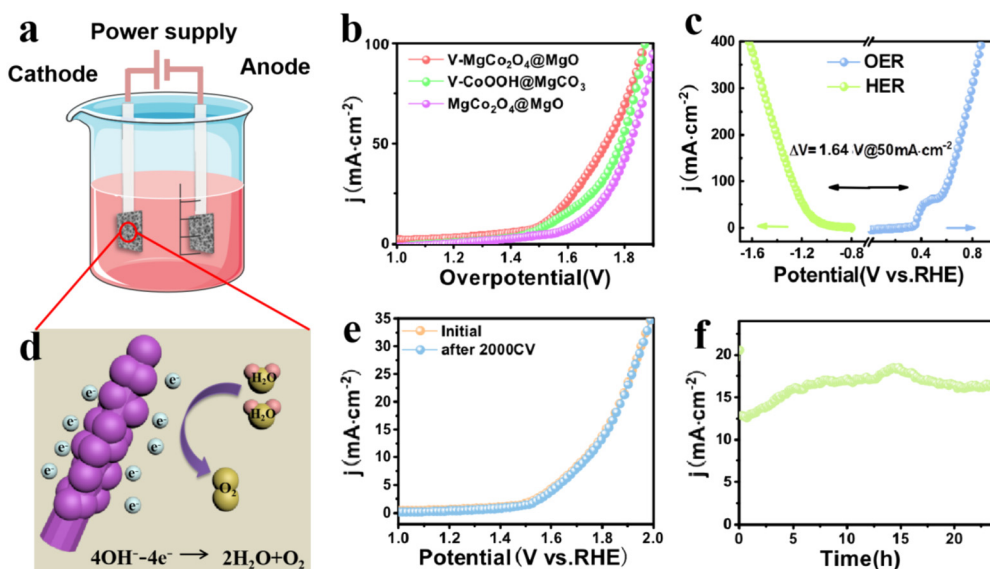 a
Power supply
Cathode
Anode
b
100
50
0
1.0
1.2
1.4
1.6
1.8
j (mA·cm⁻²)
Overpotential(V)
V-MgCo₂O₄@MgO
V-CoOOH@MgCO₃
MgCo₂O₄@MgO
c
400
300
200
100
0
-1.6
-1.2
-0.8
0.4
0.8
j (mA·cm⁻²)
Potential(V vs.RHE)
OER
HER
ΔV= 1.64 V@50mA·cm⁻²
d
e⁻
e⁻
e⁻
e⁻
e⁻
e⁻
e⁻
e⁻
e⁻
H₂O
H₂O
O₂
4OH⁻-4e⁻ → 2H₂O+O₂
e
35
30
25
20
15
10
5
0
1.0
1.2
1.4
1.6
1.8
2.0
j (mA·cm⁻²)
Potential(V vs.RHE)
Initial
after 2000CV
f
20
15
10
5
0
0
5
10
15
20
j (mA·cm⁻²)
Time(h)